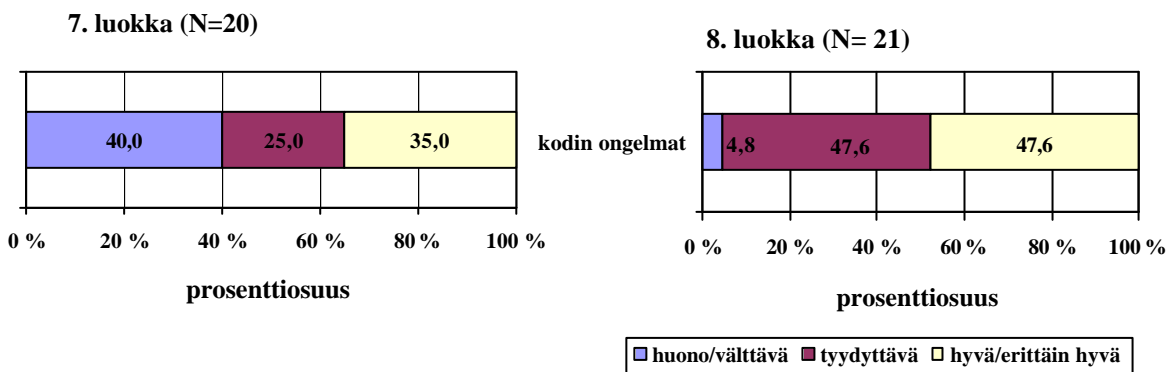 7. luokka (N=20)
8. luokka (N= 21)
40,0 25,0 35,0
kodin ongelmat
4,8 47,6 47,6
0 % 20 % 40 % 60 % 80 % 100 %
0 % 20 % 40 % 60 % 80 % 100 %
prosenttiosuus
prosenttiosuus
huono/välttävä tyydyttävä hyvä/erittäin hyvä